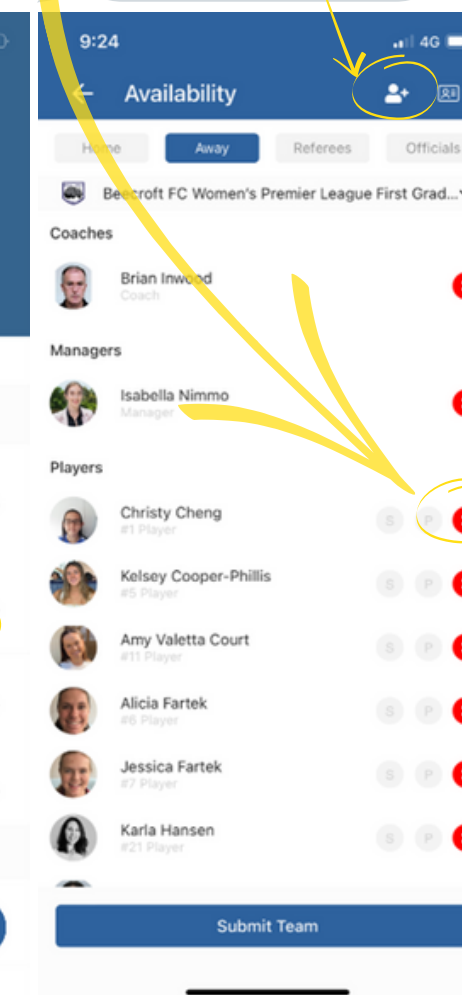 9:24
4G
Availability
Home
Away
Referees
Officials
Beecroft FC Women's Premier League First Grad...
Coaches
Brian Inwood
Coach
Managers
Isabella Nimmo
Manager
Players
Christy Cheng
#1 Player
S P
Kelsey Cooper-Phillis
#5 Player
S P
Amy Valetta Court
#11 Player
S P
Alicia Fartek
#6 Player
S P
Jessica Fartek
#7 Player
S P
Karla Hansen
#21 Player
S P
Submit Team